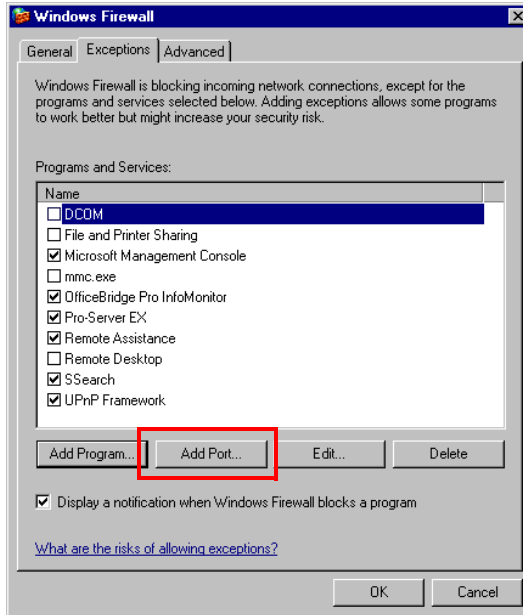 Windows Firewall
General Exceptions Advanced
Windows Firewall is blocking incoming network connections, except for the
programs and services selected below. Adding exceptions allows some programs
to work better but might increase your security risk.
Programs and Services:
Name
DCOM
File and Printer Sharing
Microsoft Management Console
mmc.exe
OfficeBridge Pro InfoMonitor
Pro-Server EX
Remote Assistance
Remote Desktop
SSearch
UPnP Framework
Add Program... Add Port... Edit... Delete
Display a notification when Windows Firewall blocks a program
What are the risks of allowing exceptions?
OK Cancel